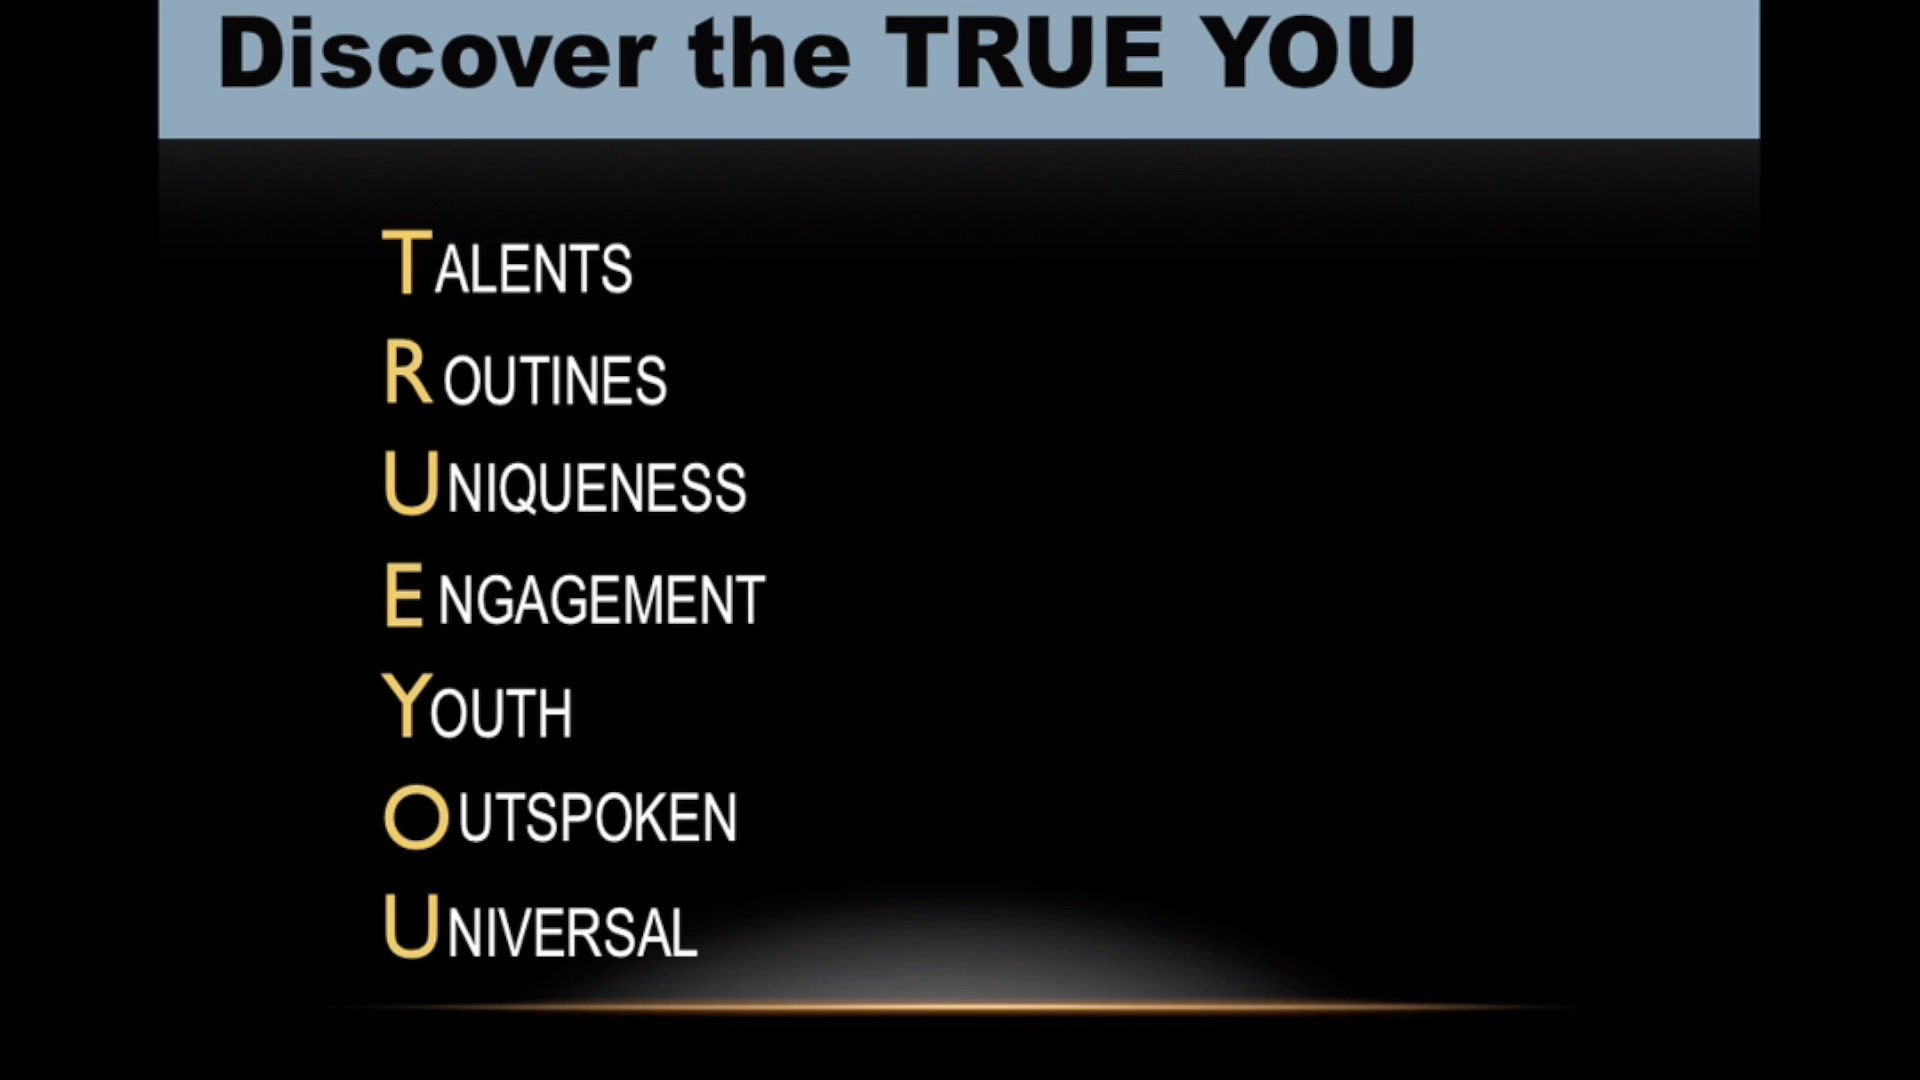 Discover the TRUE YOU
TALENTS
ROUTINES
UNIQUENESS
ENGAGEMENT
YOUTH
OUTSPOKEN
UNIVERSAL